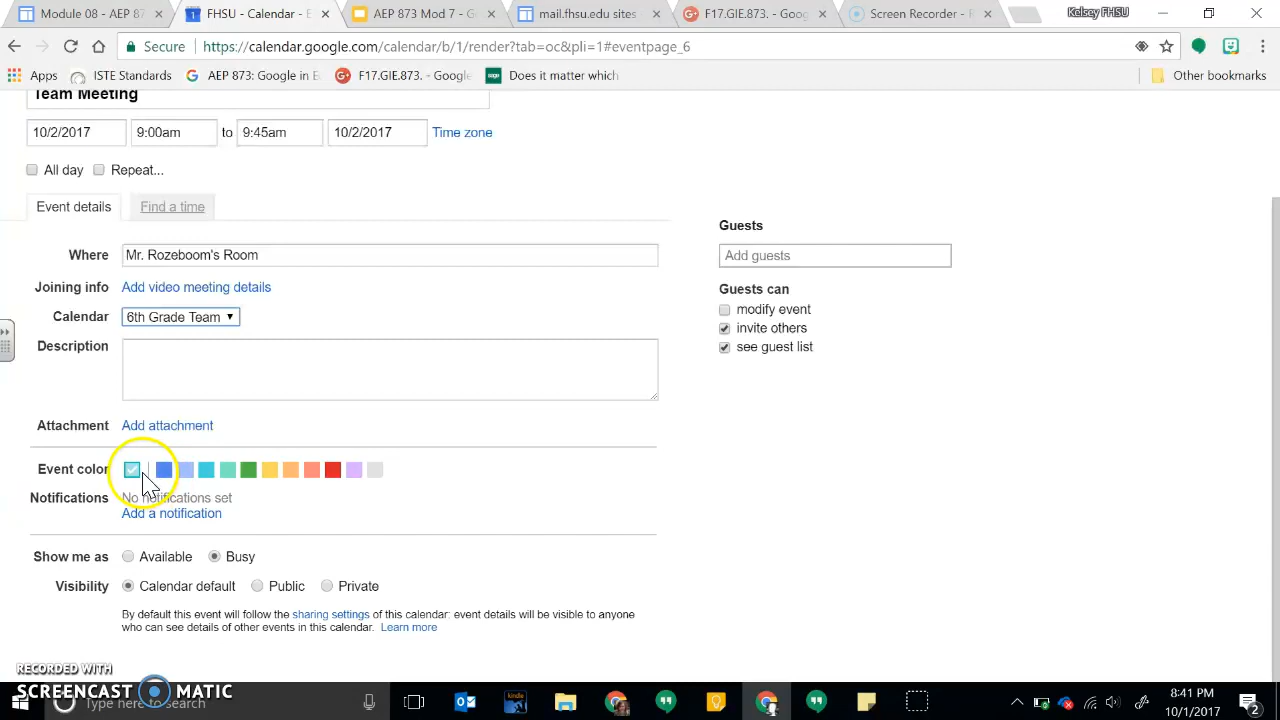 Module 08 - AEP 87
FHSU - Calendar - E
AEP 873 Mod 7 - C
mail.fhsu.edu site:
F17.GIE.873. - Goog
Screen Recorder - F
Kelsey FHSU
Secure
https://calendar.google.com/calendar/b/1/render?tab=oc&pli=1#eventpage_6
Apps
ISTE Standards
AEP 873: Google in E
F17.GIE.873. - Google
sage
Does it matter which
Other bookmarks
Team Meeting
10/2/2017
9:00am
to
9:45am
10/2/2017
Time zone
All day
Repeat...
Event details
Find a time
Where
Mr. Rozeboom's Room
Joining info
Add video meeting details
Calendar
6th Grade Team
Description
Attachment
Add attachment
Event color
Notifications
No notifications set
Add a notification
Show me as
Available
Busy
Visibility
Calendar default
Public
Private
By default this event will follow the sharing settings of this calendar: event details will be visible to anyone
who can see details of other events in this calendar. Learn more
Guests
Add guests
Guests can
modify event
invite others
see guest list
RECORDED WITH
SCREENCAST MATIC
Type here to search
kindle
8:41 PM
10/1/2017
2